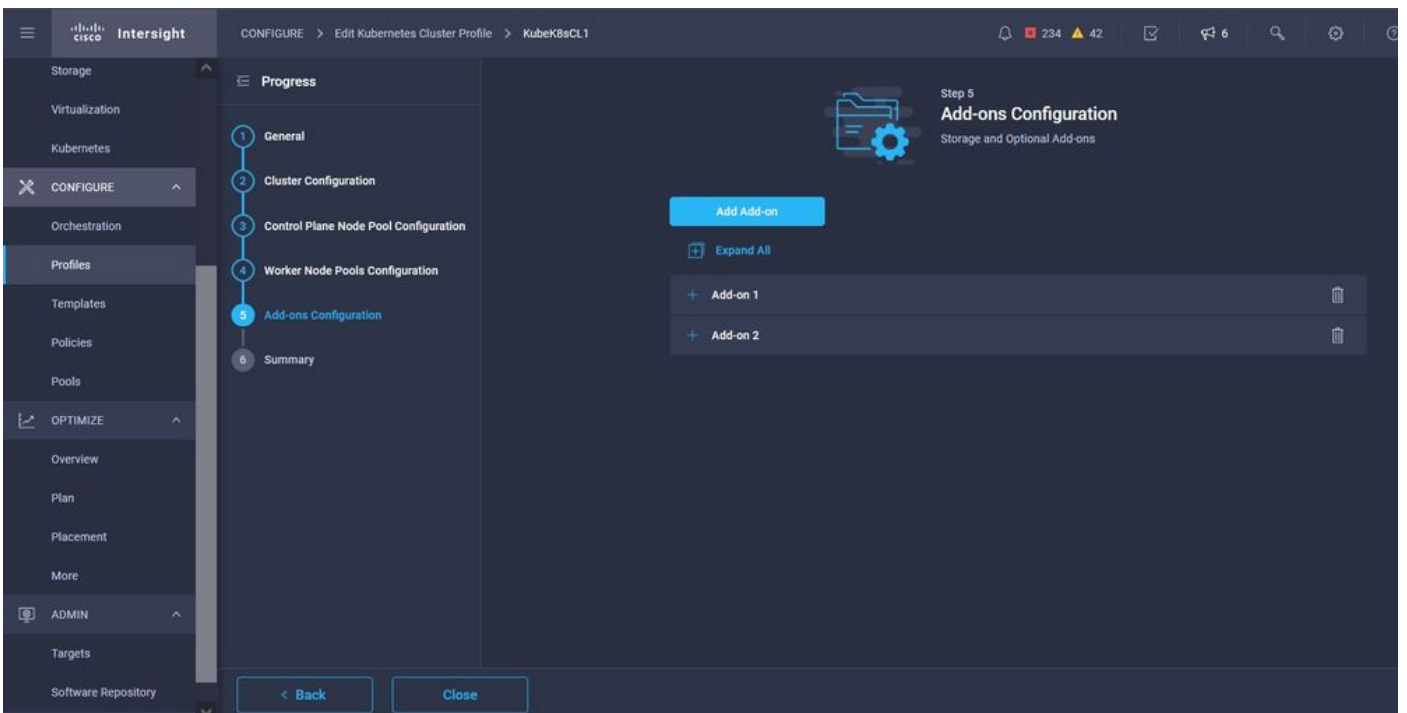 cisco Intersight
CONFIGURE > Edit Kubernetes Cluster Profile > KubeK8sCL1
234 42
6
Storage
Virtualization
Kubernetes
CONFIGURE
Orchestration
Profiles
Templates
Policies
Pools
OPTIMIZE
Overview
Plan
Placement
More
ADMIN
Targets
Software Repository
Progress
1 General
2 Cluster Configuration
3 Control Plane Node Pool Configuration
4 Worker Node Pools Configuration
5 Add-ons Configuration
6 Summary
Step 5
Add-ons Configuration
Storage and Optional Add-ons
Add Add-on
Expand All
Add-on 1
Add-on 2
< Back
Close